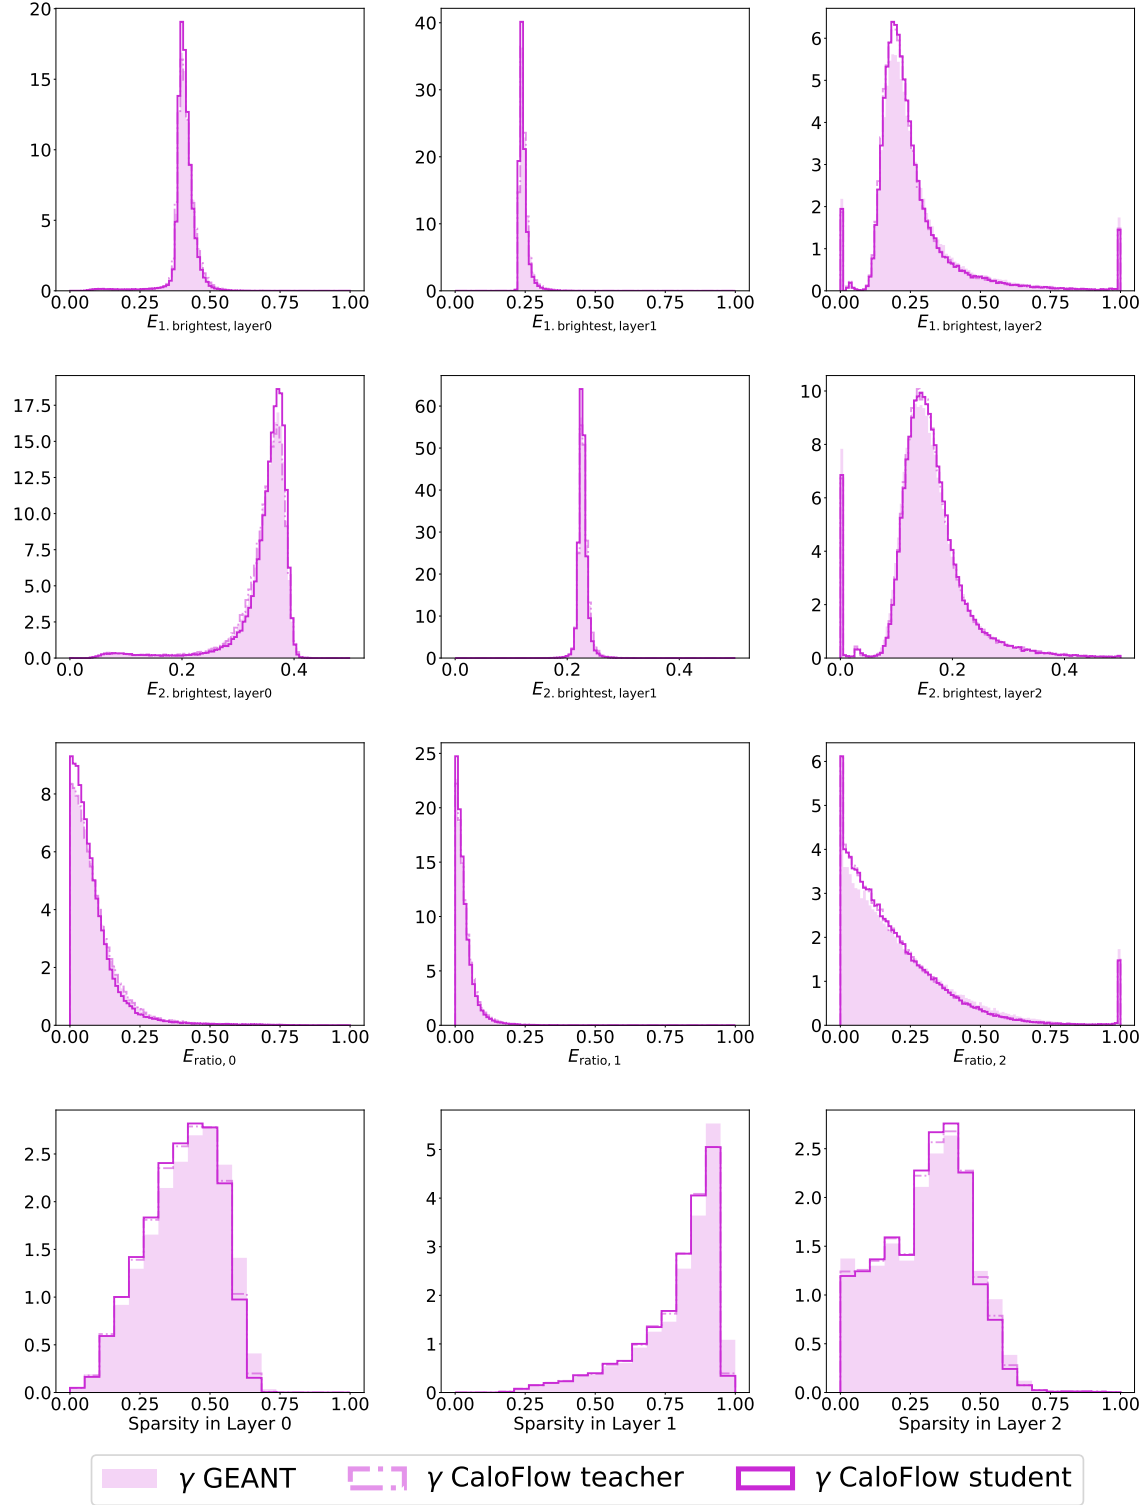 20
15
10
5
0
0.00 0.25 0.50 0.75 1.00
E1. brightest, layer0
40
30
20
10
0
0.00 0.25 0.50 0.75 1.00
E1. brightest, layer1
6
5
4
3
2
1
0
0.00 0.25 0.50 0.75 1.00
E1. brightest, layer2
17.5
15.0
12.5
10.0
7.5
5.0
2.5
0.0
0.0 0.2 0.4
E2. brightest, layer0
60
50
40
30
20
10
0
0.0 0.2 0.4
E2. brightest, layer1
10
8
6
4
2
0
0.0 0.2 0.4
E2. brightest, layer2
8
6
4
2
0
0.00 0.25 0.50 0.75 1.00
Eratio, 0
25
20
15
10
5
0
0.00 0.25 0.50 0.75 1.00
Eratio, 1
6
5
4
3
2
1
0
0.00 0.25 0.50 0.75 1.00
Eratio, 2
2.5
2.0
1.5
1.0
0.5
0.0
0.00 0.25 0.50 0.75 1.00
Sparsity in Layer 0
5
4
3
2
1
0
0.00 0.25 0.50 0.75 1.00
Sparsity in Layer 1
2.5
2.0
1.5
1.0
0.5
0.0
0.00 0.25 0.50 0.75 1.00
Sparsity in Layer 2
γ GEANT γ CaloFlow teacher γ CaloFlow student